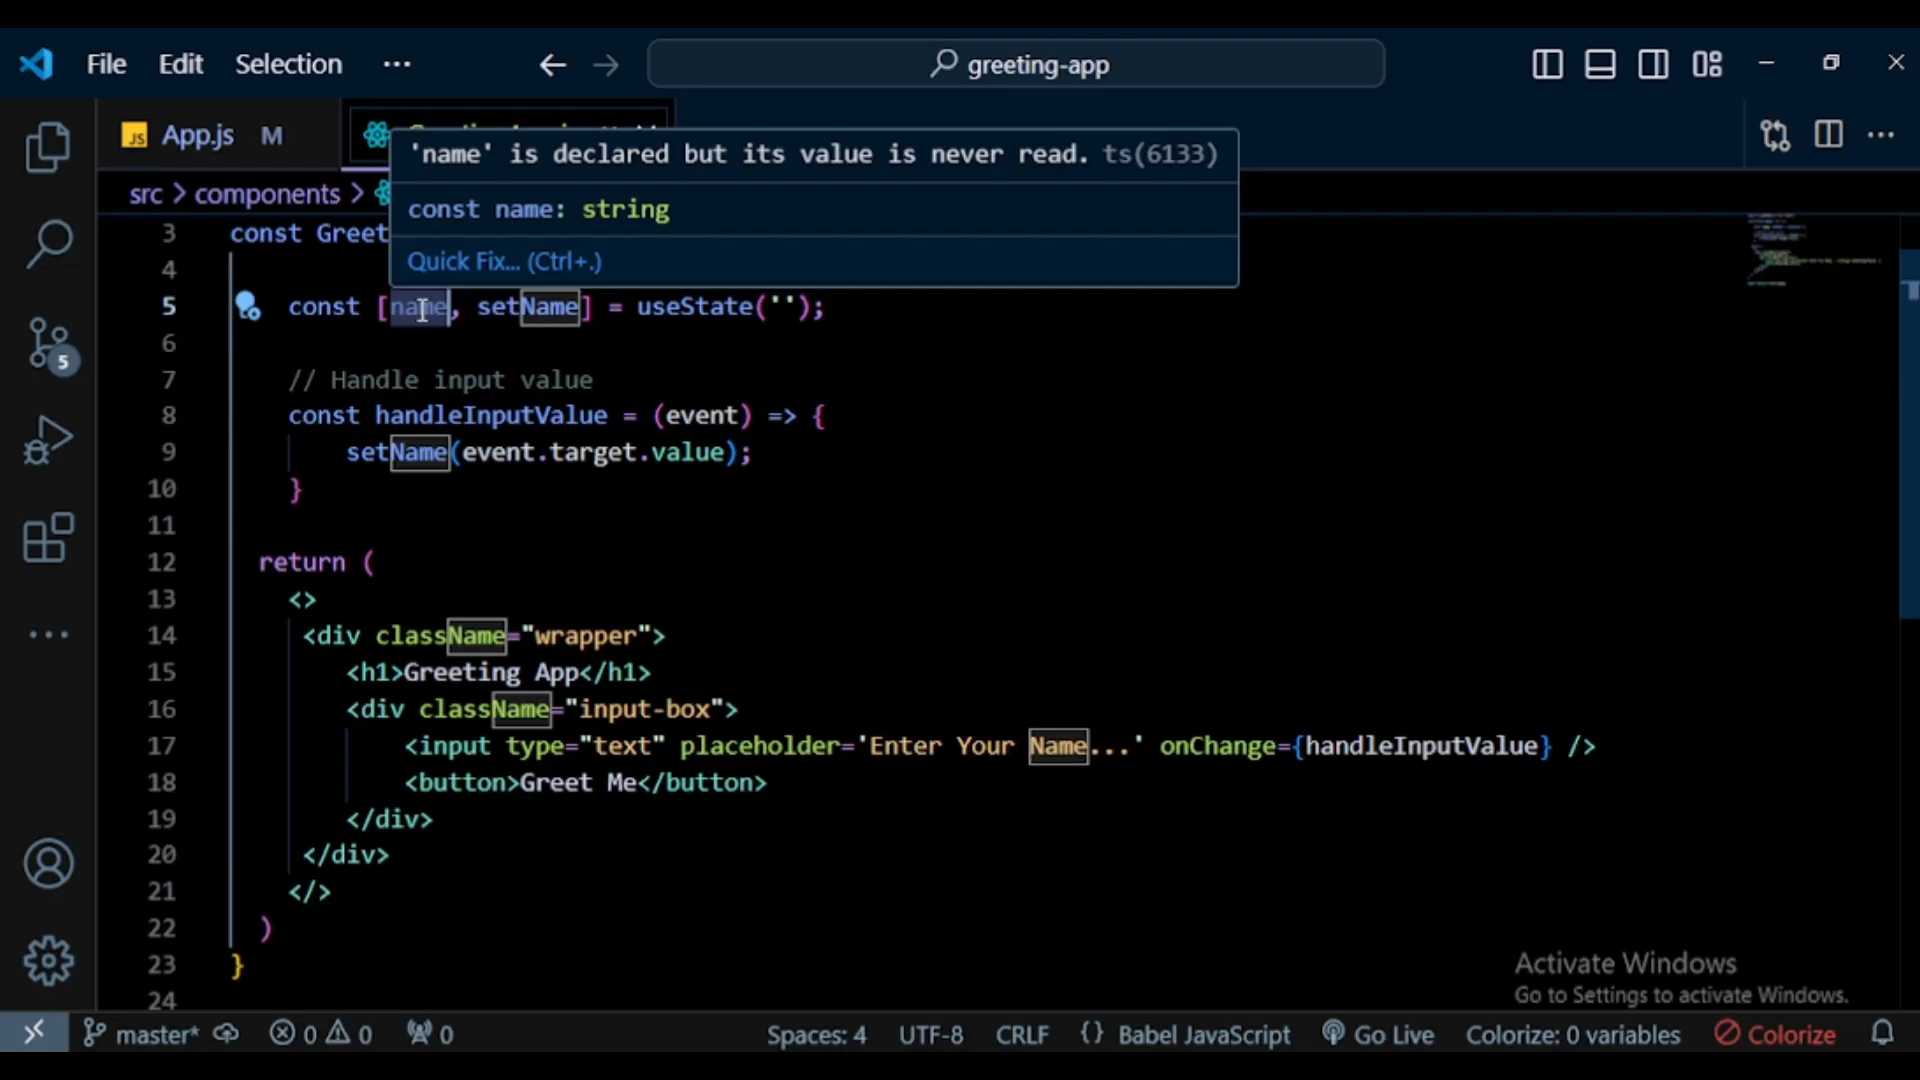 File Edit Selection ··· greeting-app
JS App.js M
'name' is declared but its value is never read. ts(6133)
const name: string
Quick Fix... (Ctrl+.)
src > components >
3 const Greet
4
5 const [name, setName] = useState('');
6
7 // Handle input value
8 const handleInputValue = (event) => {
9 setName(event.target.value);
10 }
11
12 return (
13 <>
14 <div className="wrapper">
15 <h1>Greeting App</h1>
16 <div className="input-box">
17 <input type="text" placeholder='Enter Your Name...' onChange={handleInputValue} />
18 <button>Greet Me</button>
19 </div>
20 </div>
21 </>
22 )
23 }
24
5
Activate Windows
Go to Settings to activate Windows.
master* 0 0 0 Spaces: 4 UTF-8 CRLF {} Babel JavaScript Go Live Colorize: 0 variables Colorize